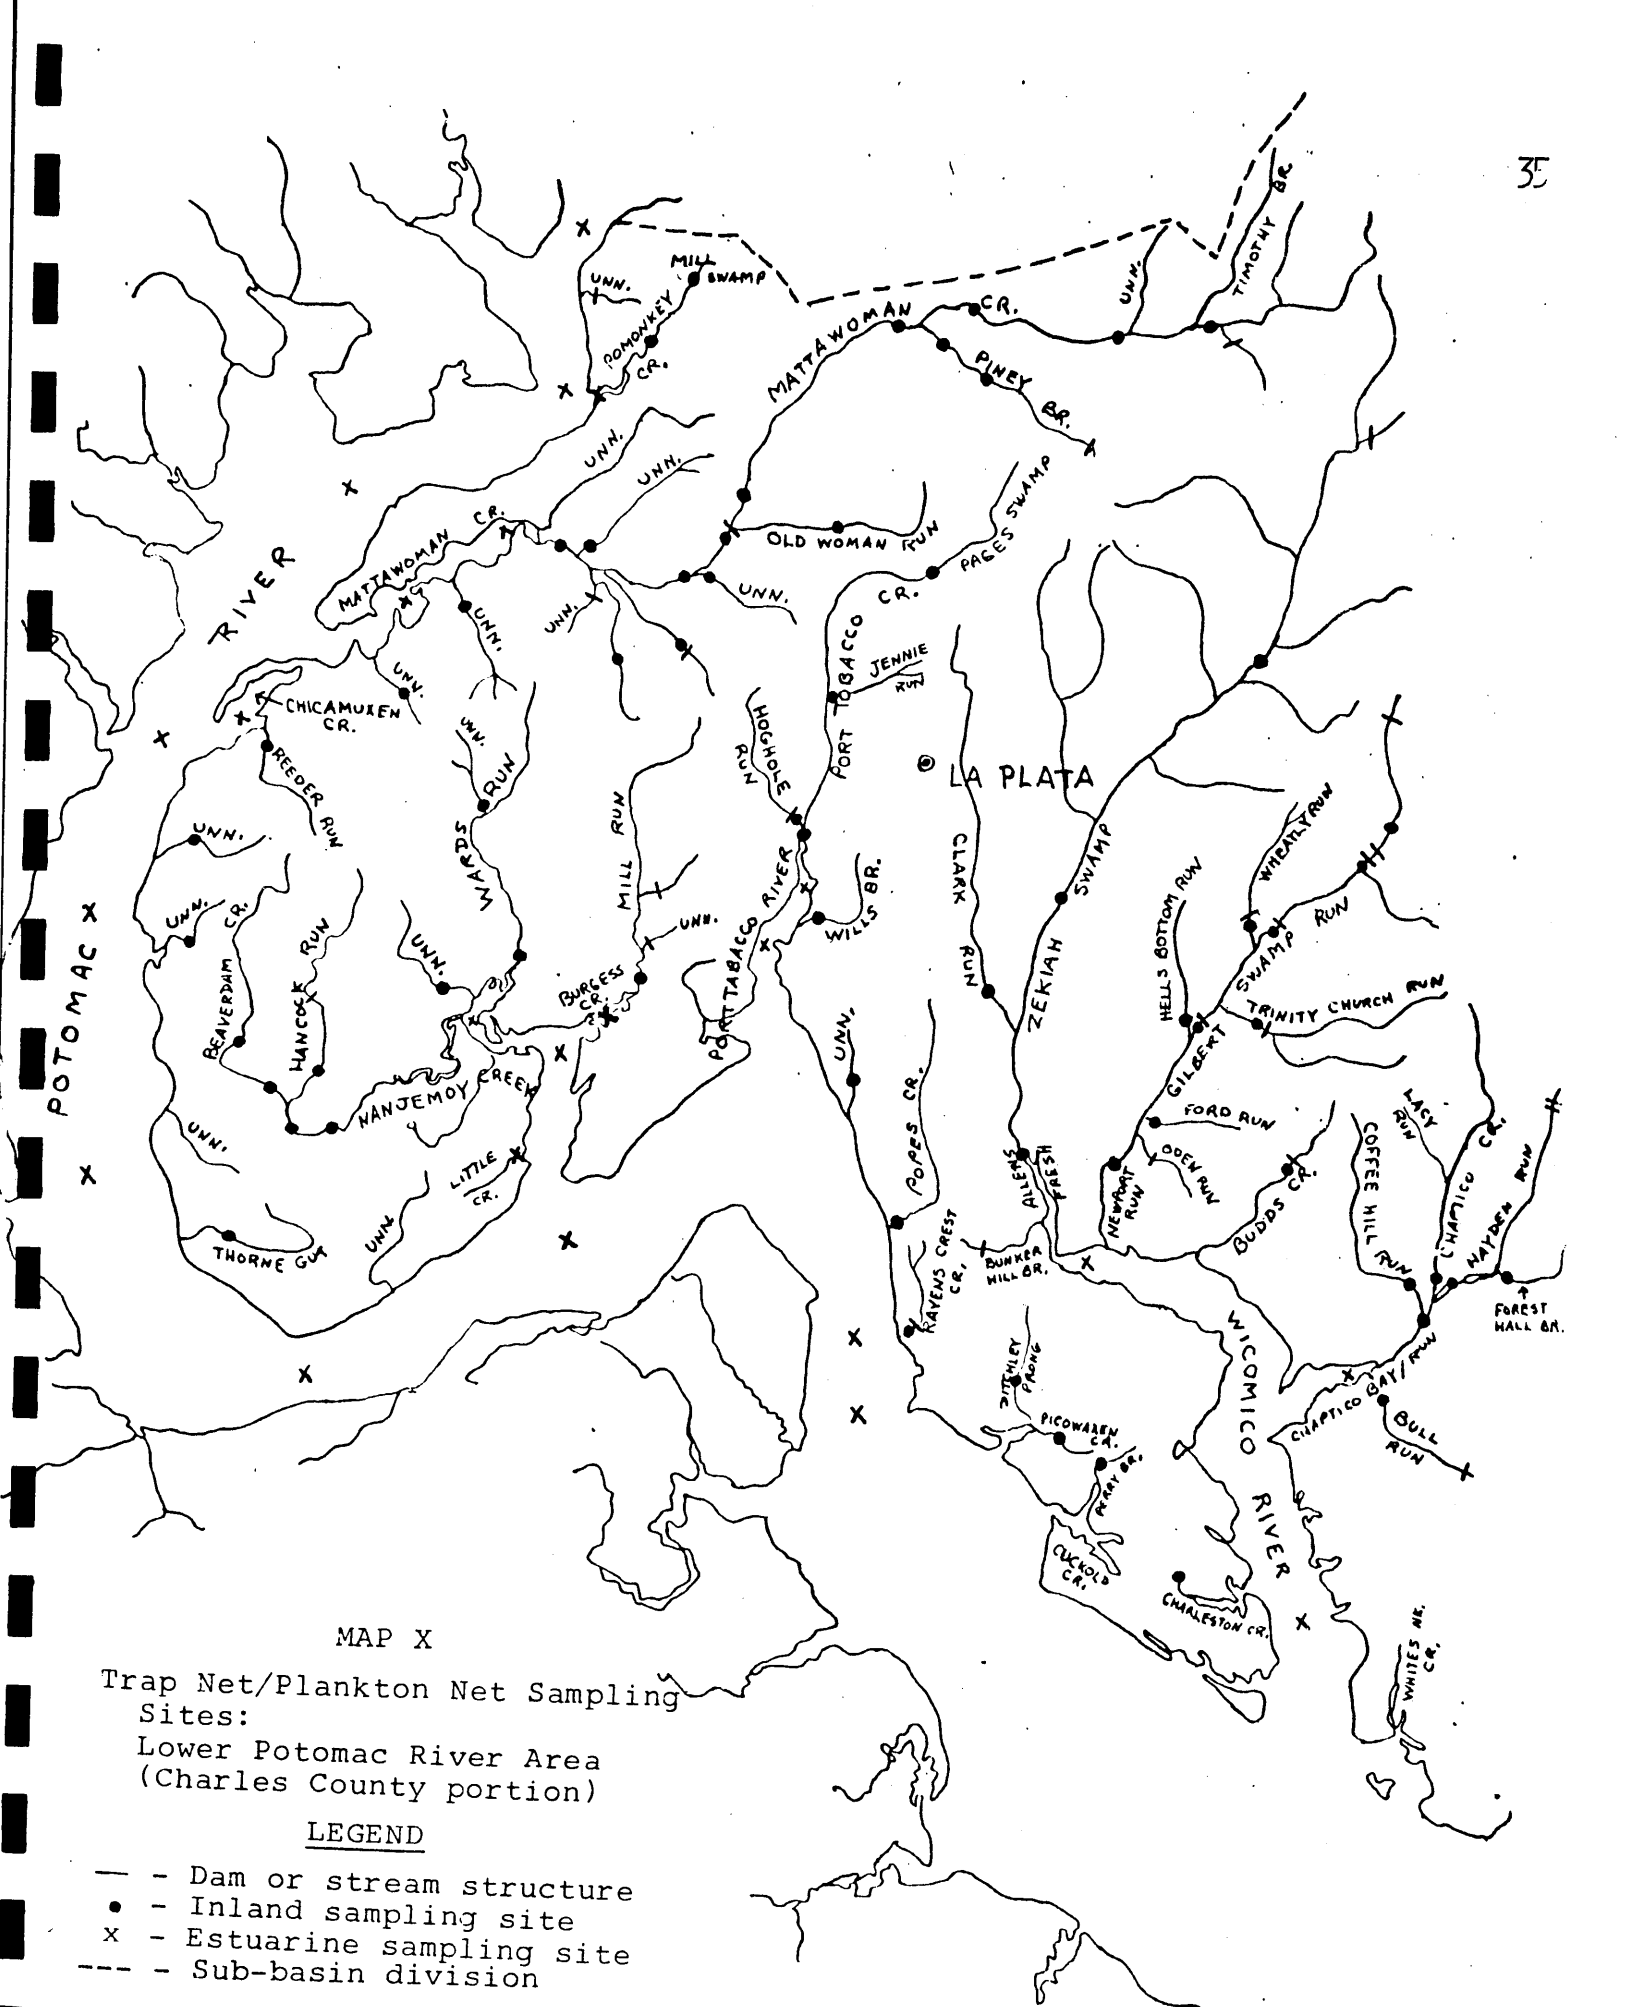 35
TIMOTHY BR.
UNN.
MILL
SWAMP
UNN.
POMONKEY
CR.
MATTAWOMAN CR.
PINEY
BR.
UNN.
UNN.
MATTAWOMAN CR.
OLD WOMAN RUN
PAGES SWAMP
PORT TOBACCO CR.
RIVER
UNN.
UNN.
UNN.
UNN.
JENNIE
RUN
CHICAMUXEN
CR.
REEDER RUN
UNN.
WARDS RUN
HOGHOLE
RUN
LA PLATA
MILL RUN
CLARK RUN
ZEKIAH SWAMP
WHEATLY RUN
HELLS BOTTOM RUN
GILBERT SWAMP RUN
TRINITY CHURCH RUN
UNN.
UNN.
BEAVERDAM CR.
HANCOCK RUN
UNN.
UNN.
BURGESS
CR.
PORTTABACCO RIVER
WILLS BR.
POTOMAC
NANJEMOY CREEK
UNN.
POPES CR.
FORD RUN
ODEN RUN
LACY
RUN
COFFEE HILL RUN
CHAPTICO CR.
HAYDEN RUN
UNN.
LITTLE
CR.
UNN.
THORNE GUT
ALLENS
FRESH
NEWPORT
RUN
BUDDS CR.
RAVENS CREST
CR.
BUNKER
HILL BR.
FOREST
HALL BR.
WICOMICO RIVER
DITCHLEY
PRONG
CHAPTICO BAY/RUN
BULL
RUN
PICOWAXEN
CR.
PERRY BR.
CUCKOLD
CR.
CHARLESTON CR.
WHITES NK.
CR.
MAP X
Trap Net/Plankton Net Sampling
Sites:
Lower Potomac River Area
(Charles County portion)
LEGEND
— - Dam or stream structure
● - Inland sampling site
x - Estuarine sampling site
--- - Sub-basin division